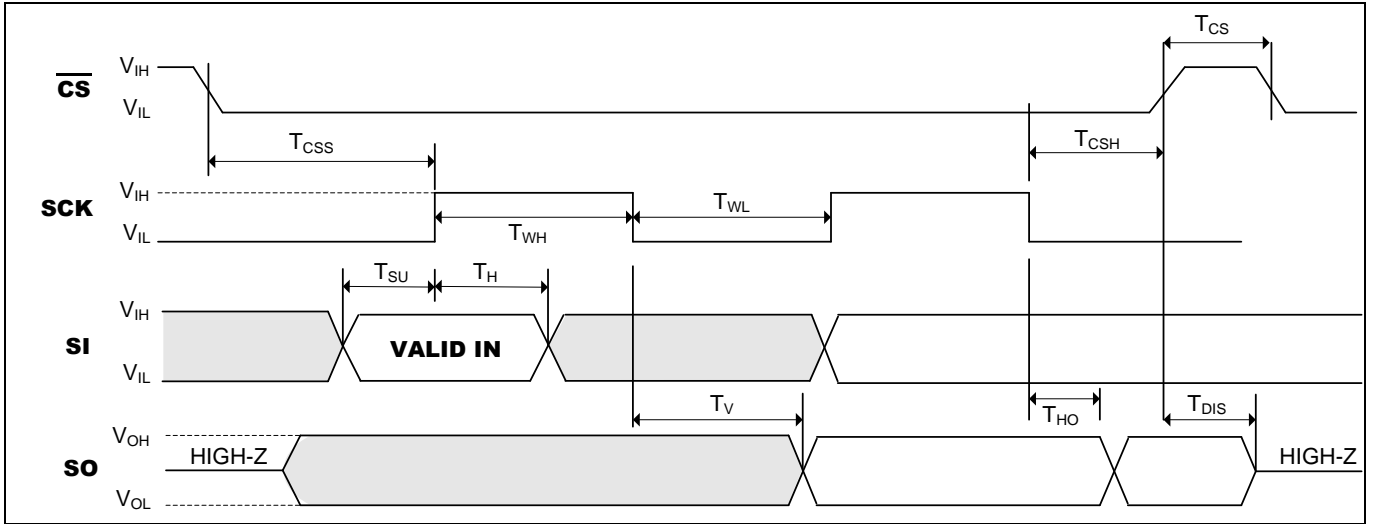 T_CS
V_IH
CS
V_IL
T_CSS
T_CSH
V_IH
SCK
T_WL
T_WH
V_IL
T_SU T_H
V_IH
SI VALID IN
V_IL
T_V
T_HO
T_DIS
V_OH
HIGH-Z HIGH-Z
SO
V_OL